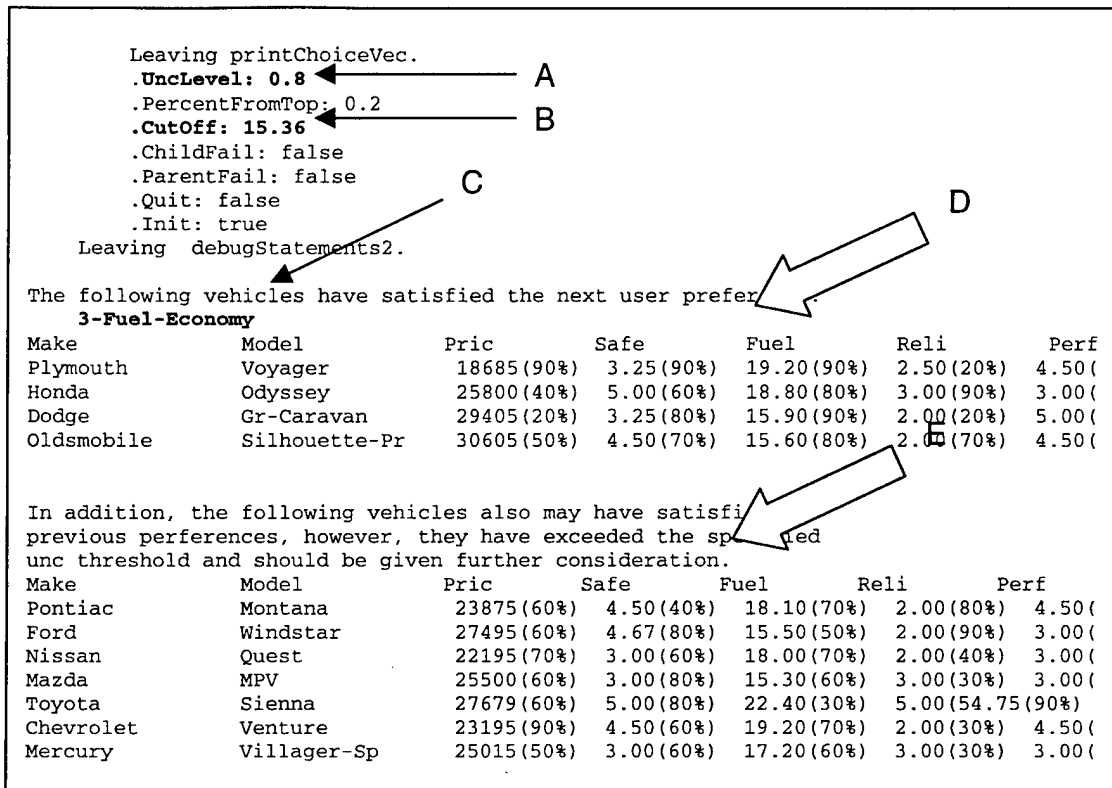 Leaving printChoiceVec.
.UncLevel: 0.8 A
.PercentFromTop: 0.2
.CutOff: 15.36 B
.ChildFail: false
.ParentFail: false C
.Quit: false D
.Init: true
Leaving debugStatements2.
The following vehicles have satisfied the next user prefer .
3-Fuel-Economy
Make Model Pric Safe Fuel Reli Perf
Plymouth Voyager 18685(90%) 3.25(90%) 19.20(90%) 2.50(20%) 4.50(
Honda Odyssey 25800(40%) 5.00(60%) 18.80(80%) 3.00(90%) 3.00(
Dodge Gr-Caravan 29405(20%) 3.25(80%) 15.90(90%) 2.00(20%) 5.00(
Oldsmobile Silhouette-Pr 30605(50%) 4.50(70%) 15.60(80%) 2.00(70%) 4.50(
E
In addition, the following vehicles also may have satisfi
previous perferences, however, they have exceeded the sp ied
unc threshold and should be given further consideration.
Make Model Pric Safe Fuel Reli Perf
Pontiac Montana 23875(60%) 4.50(40%) 18.10(70%) 2.00(80%) 4.50(
Ford Windstar 27495(60%) 4.67(80%) 15.50(50%) 2.00(90%) 3.00(
Nissan Quest 22195(70%) 3.00(60%) 18.00(70%) 2.00(40%) 3.00(
Mazda MPV 25500(60%) 3.00(80%) 15.30(60%) 3.00(30%) 3.00(
Toyota Sienna 27679(60%) 5.00(80%) 22.40(30%) 5.00(54.75(90%)
Chevrolet Venture 23195(90%) 4.50(60%) 19.20(70%) 2.00(30%) 4.50(
Mercury Villager-Sp 25015(50%) 3.00(60%) 17.20(60%) 3.00(30%) 3.00(